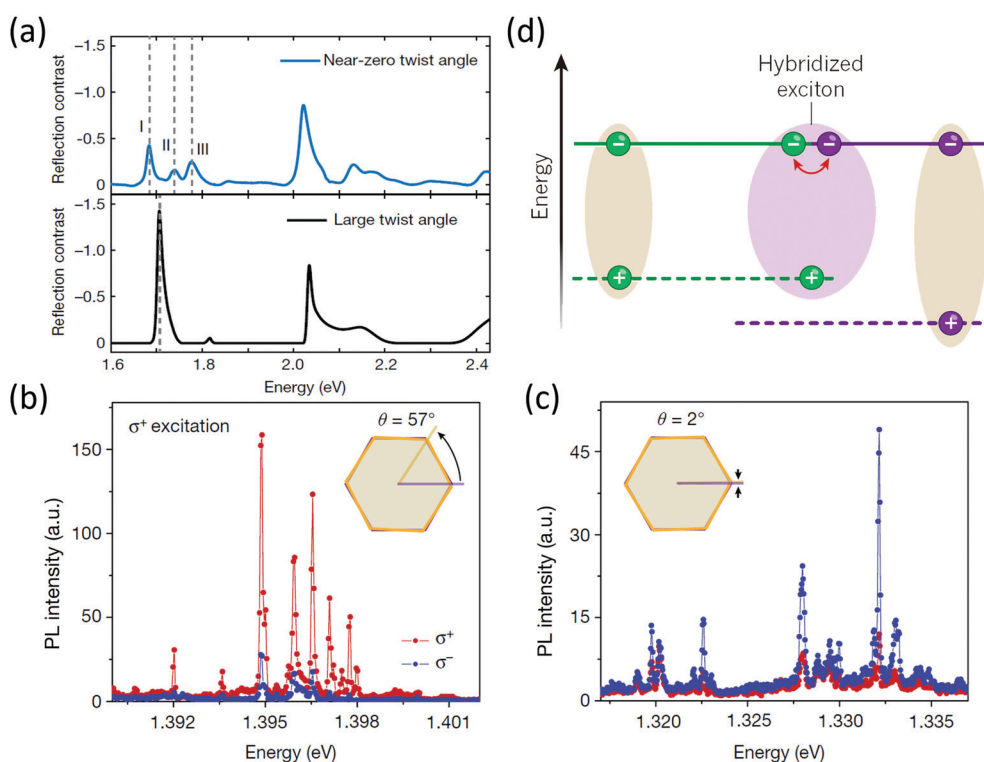 (a)
Reflection contrast
-1.5
-1.0
-0.5
0
I
II
III
Near-zero twist angle
Reflection contrast
-1.5
-1.0
-0.5
0
Large twist angle
1.6
1.8
2.0
2.2
2.4
Energy (eV)
(d)
Energy
Hybridized
exciton
− − − −
+ + +
(b)
PL intensity (a.u.)
150
100
50
0
σ+ excitation
θ = 57°
σ+
σ−
1.392
1.395
1.398
1.401
Energy (eV)
(c)
PL intensity (a.u.)
45
30
15
0
θ = 2°
1.320
1.325
1.330
1.335
Energy (eV)